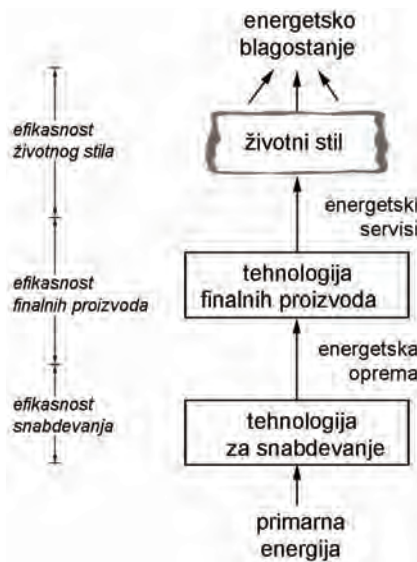 energetsko
blagostanje
efikasnost
životnog stila
životni stil
energetski
servisi
efikasnost
finalnih proizvoda
tehnologija
finalnih proizvoda
energetska
oprema
efikasnost
snabdevanja
tehnologija
za snabdevanje
primarna
energija